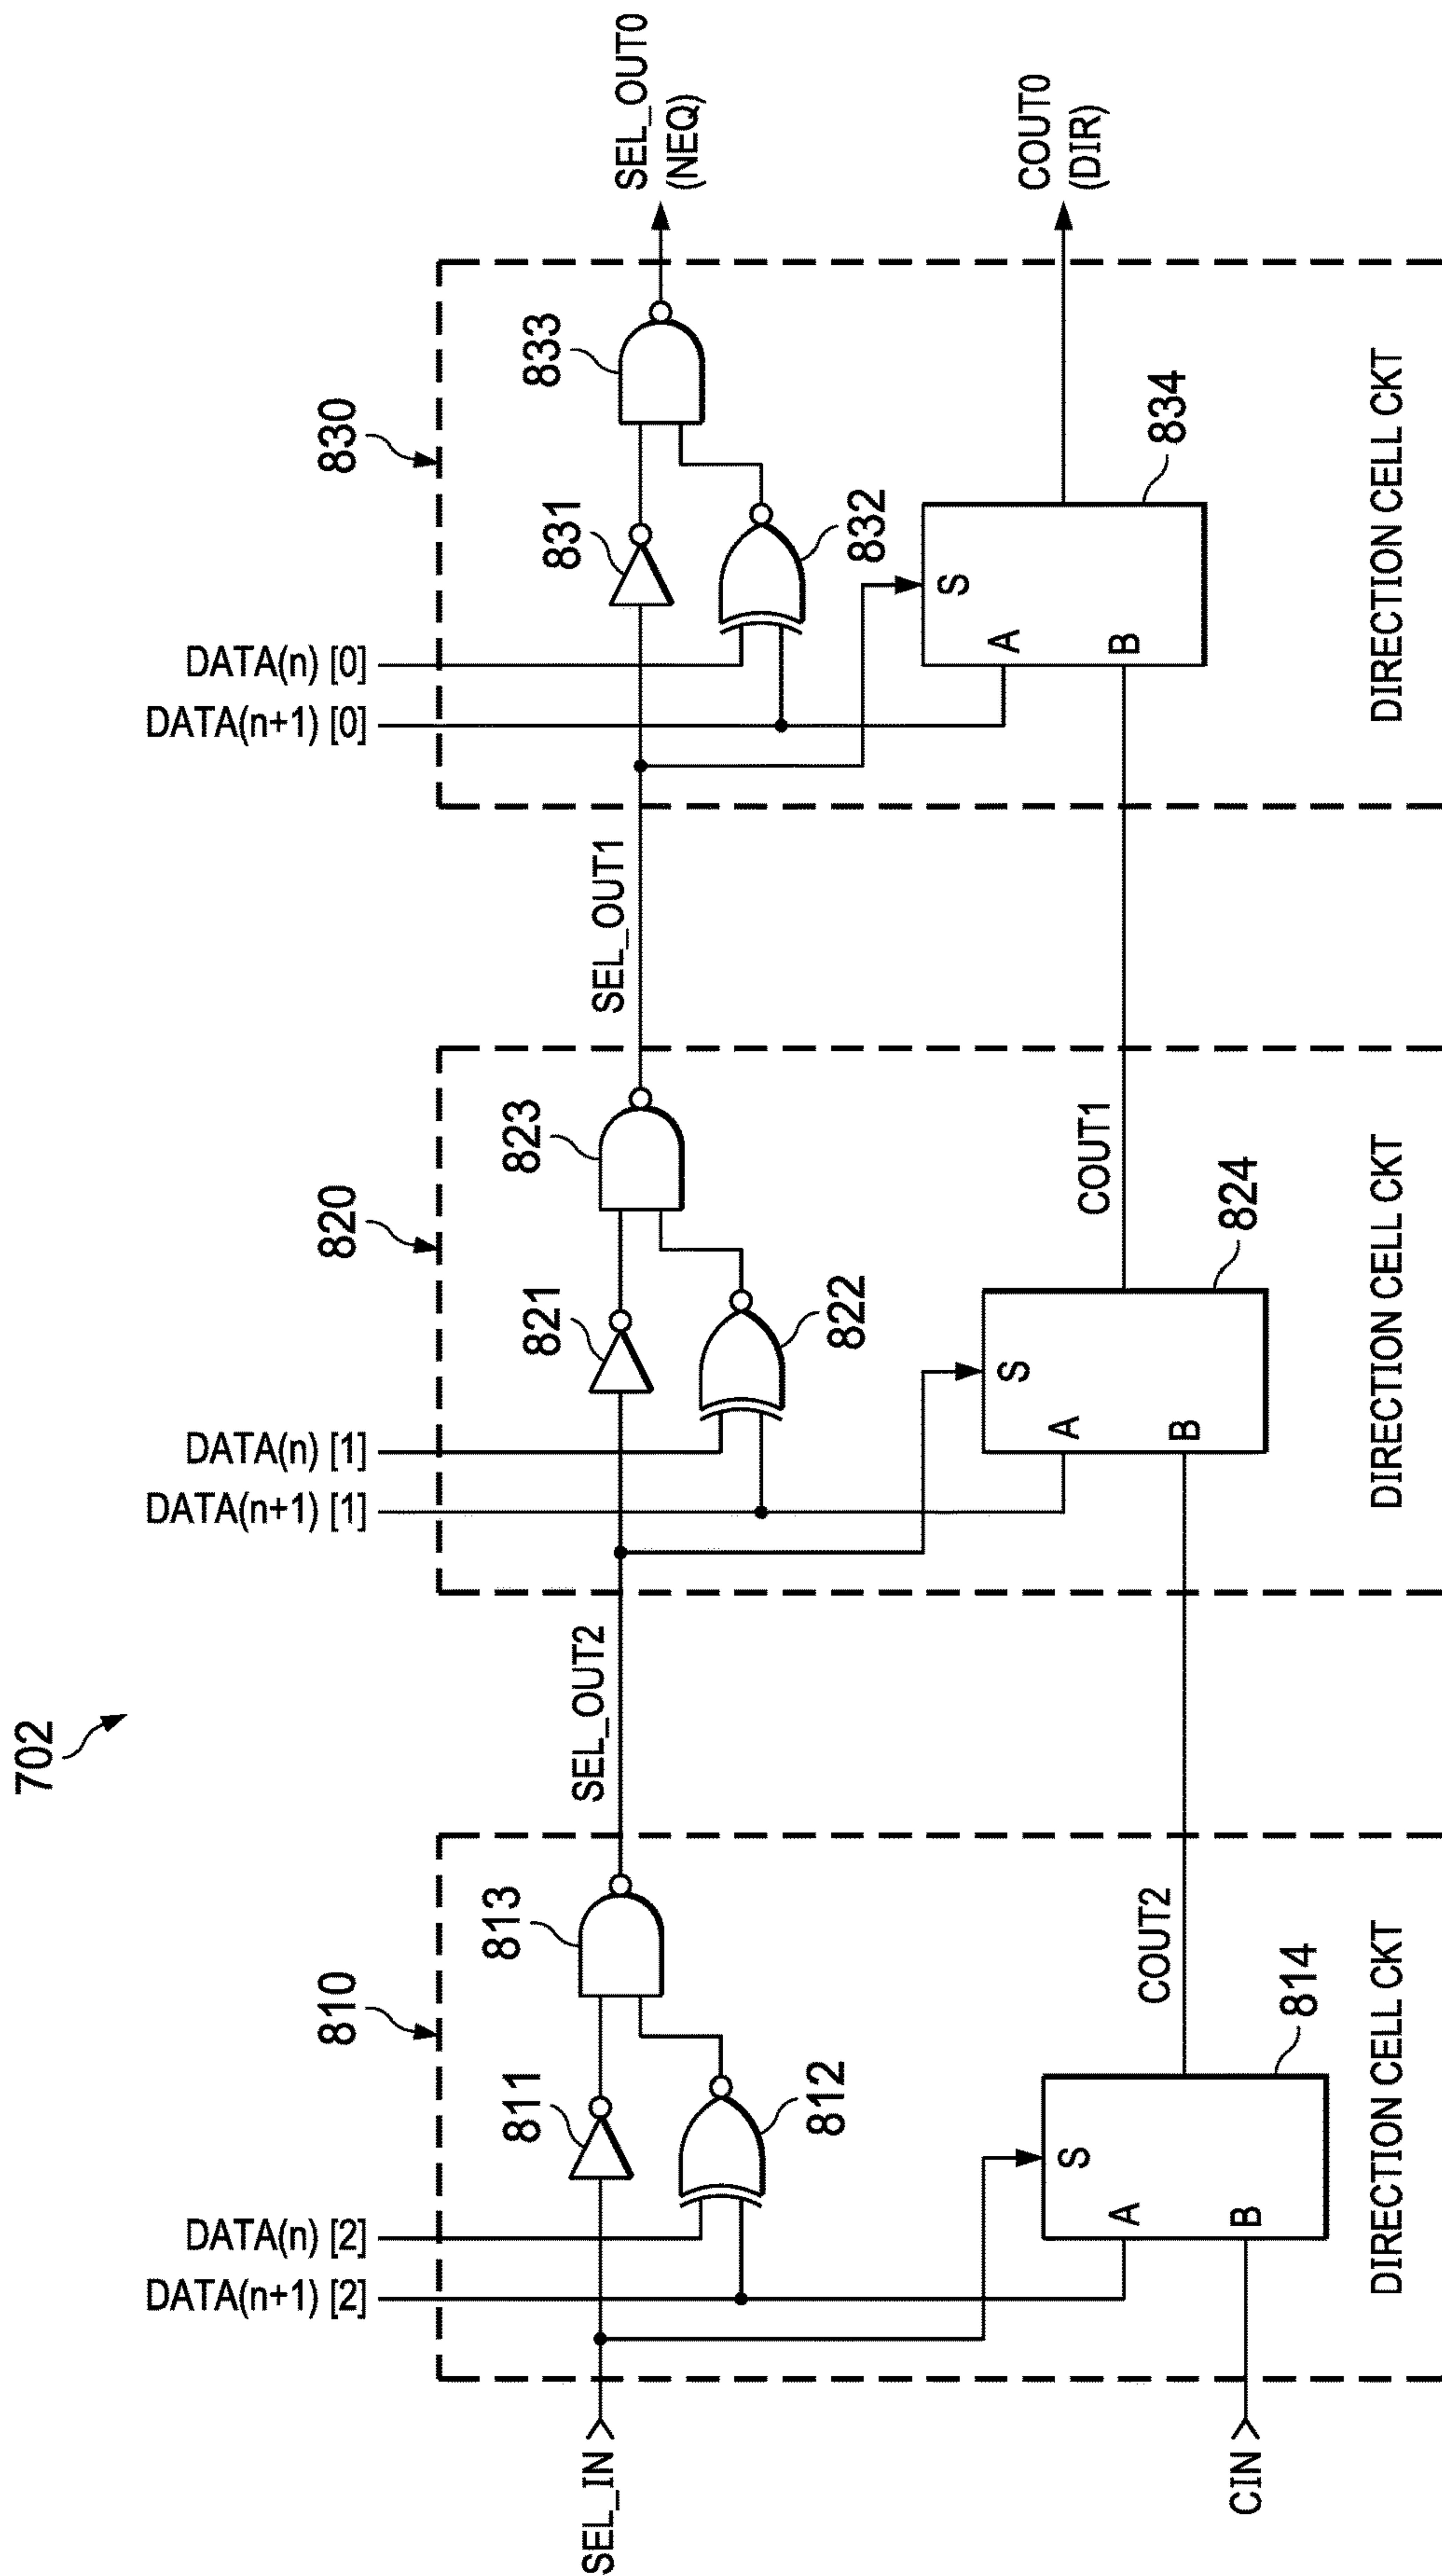 702
810
820
830
DATA(n) [2]
DATA(n+1) [2]
DATA(n) [1]
DATA(n+1) [1]
DATA(n) [0]
DATA(n+1) [0]
SEL_IN
811
812
813
SEL_OUT2
821
822
823
SEL_OUT1
831
832
833
SEL_OUT0
(NEQ)
CIN
S
A
B
814
COUT2
S
A
B
824
COUT1
S
A
B
834
COUT0
(DIR)
DIRECTION CELL CKT
DIRECTION CELL CKT
DIRECTION CELL CKT